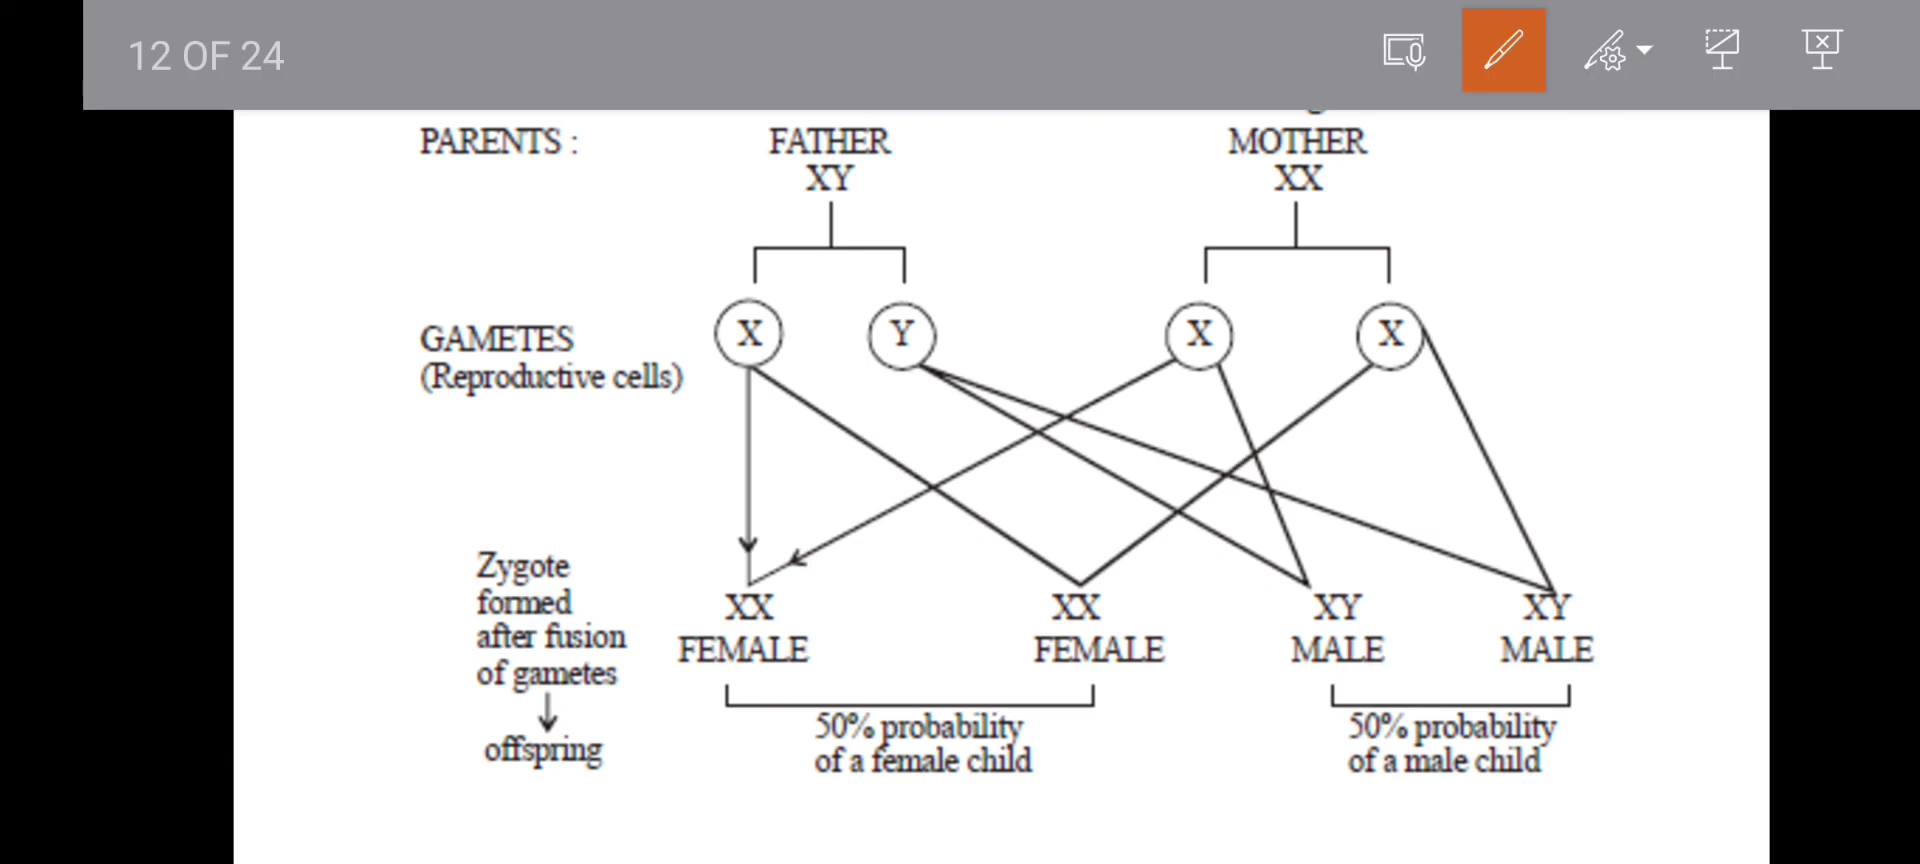 12 OF 24
PARENTS : FATHER MOTHER
XY XX
X Y X X
GAMETES
(Reproductive cells)
Zygote
formed
after fusion
of gametes
offspring
XX XX XY XY
FEMALE FEMALE MALE MALE
50% probability
of a female child
50% probability
of a male child